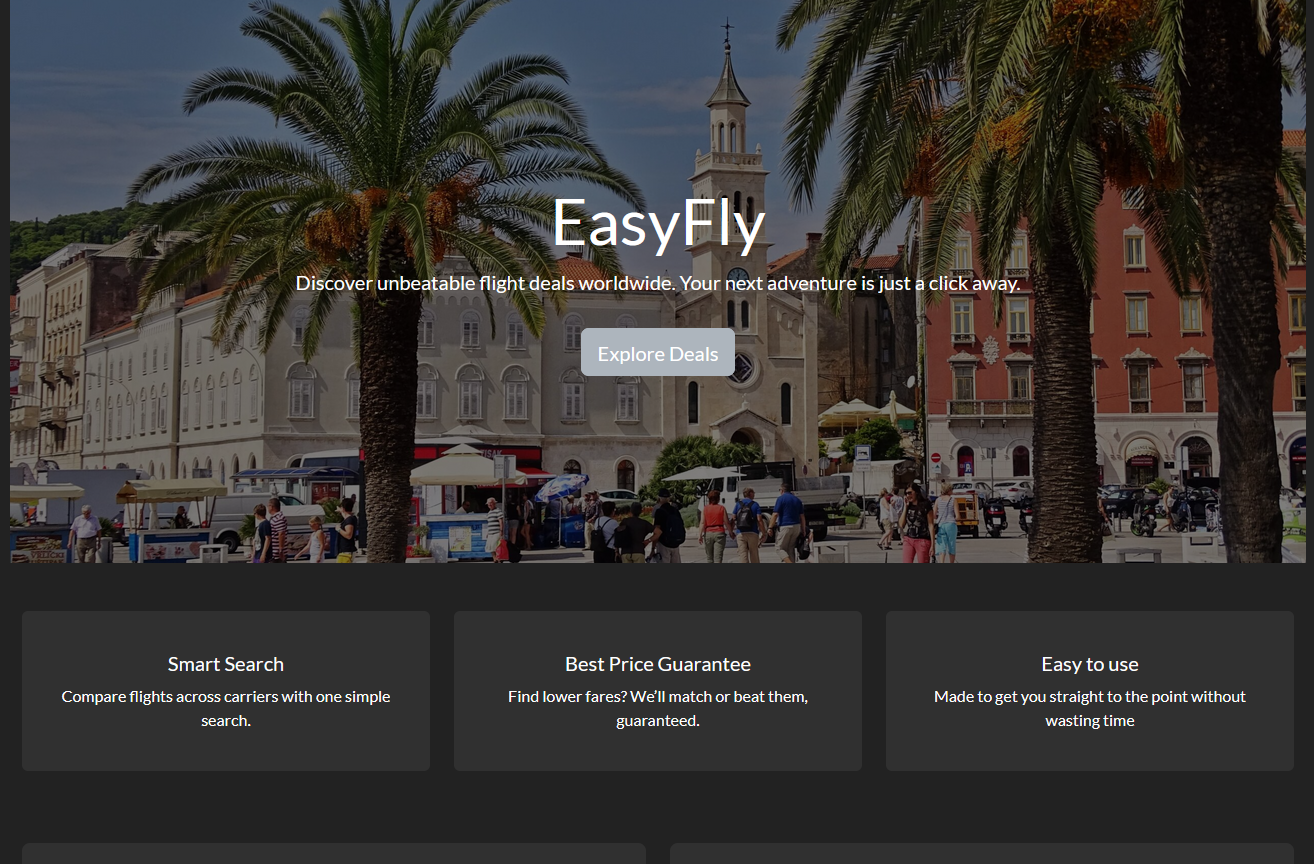 EasyFly
Discover unbeatable flight deals worldwide. Your next adventure is just a click away.
Explore Deals
Smart Search
Compare flights across carriers with one simple
search.
Best Price Guarantee
Find lower fares? We’ll match or beat them,
guaranteed.
Easy to use
Made to get you straight to the point without
wasting time